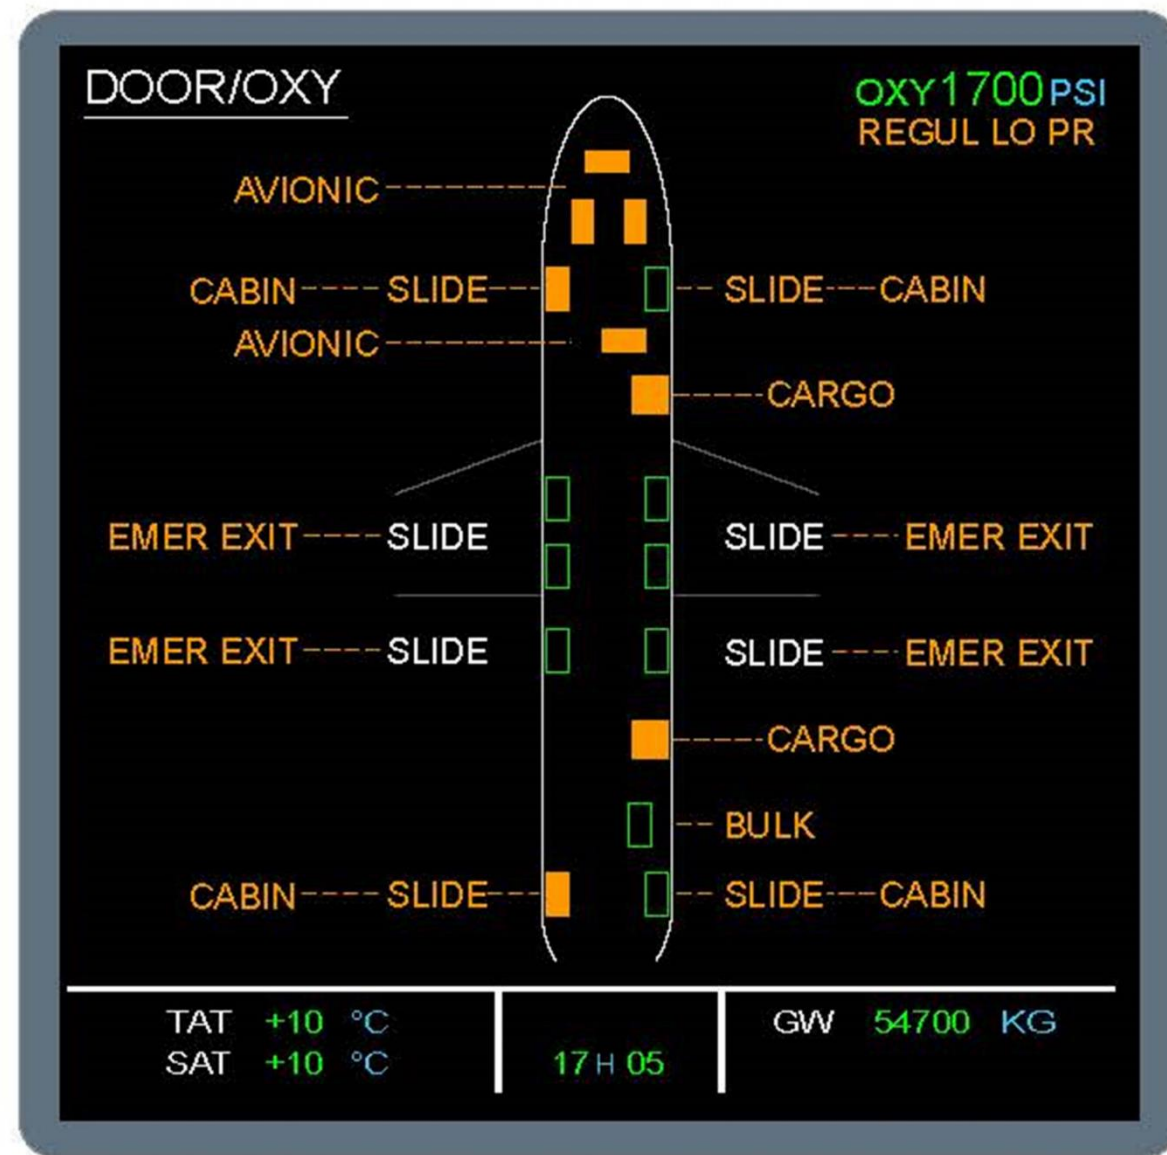 DOOR/OXY
OXY 1700 PSI
REGUL LO PR
AVIONIC
CABIN SLIDE SLIDE CABIN
AVIONIC
CARGO
EMER EXIT SLIDE SLIDE EMER EXIT
EMER EXIT SLIDE SLIDE EMER EXIT
CARGO
BULK
CABIN SLIDE SLIDE CABIN
TAT +10 °C GW 54700 KG
SAT +10 °C 17 H 05